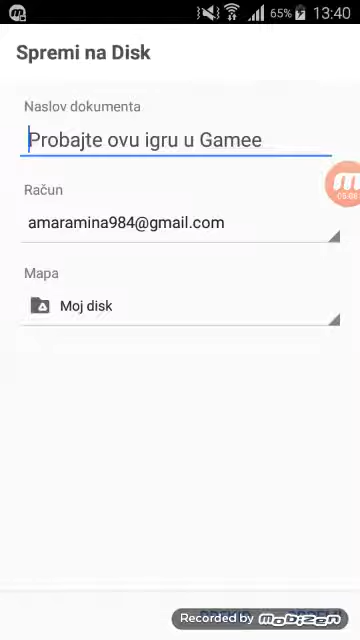 65% 13:40
Spremi na Disk
Naslov dokumenta
Probajte ovu igru u Gamee
Račun
amaramina984@gmail.com
Mapa
Moj disk
Recorded by mobizen